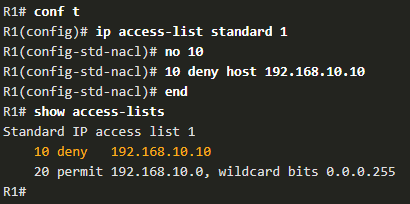 R1# conf t
R1(config)# ip access-list standard 1
R1(config-std-nacl)# no 10
R1(config-std-nacl)# 10 deny host 192.168.10.10
R1(config-std-nacl)# end
R1# show access-lists
Standard IP access list 1
    10 deny   192.168.10.10
    20 permit 192.168.10.0, wildcard bits 0.0.0.255
R1#